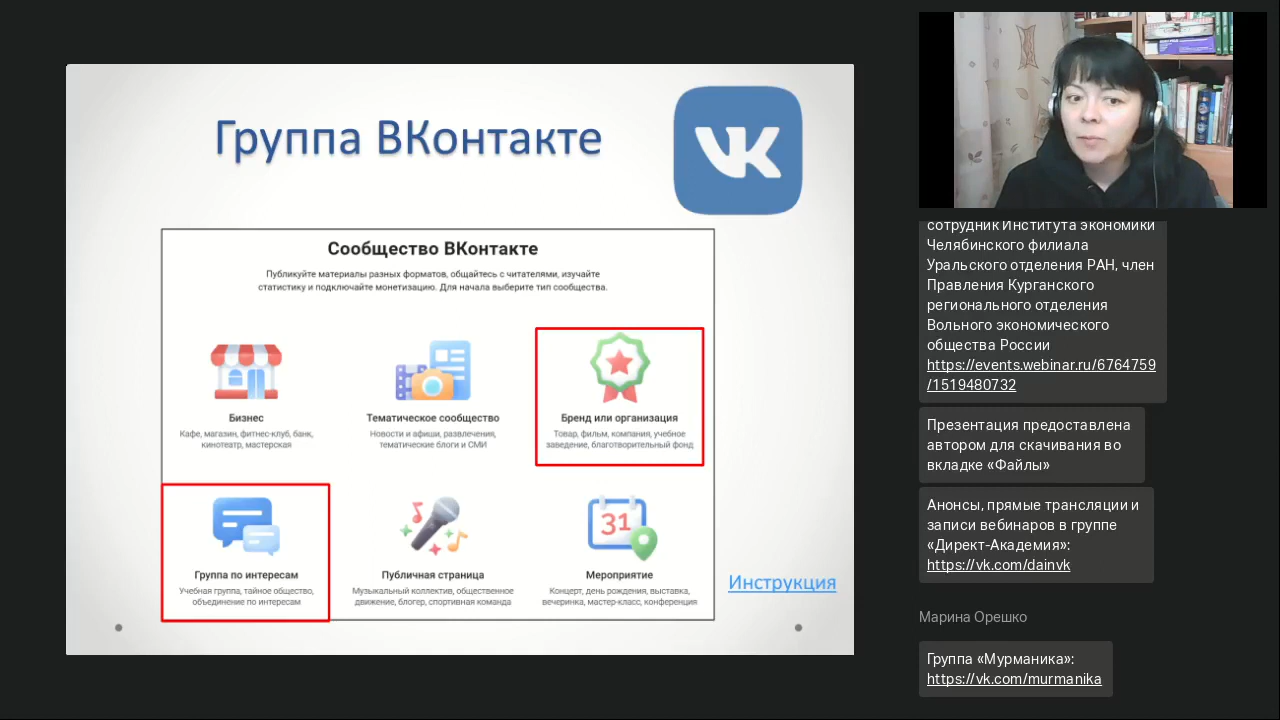 Группа ВКонтакте
Сообщество ВКонтакте
Публикуйте материалы разных форматов, общайтесь с читателями, изучайте
статистику и подключайте монетизацию. Для начала выберите тип сообщества.
Бизнес
Кафе, магазин, фитнес-клуб, банк,
кинотеатр, мастерская
Тематическое сообщество
Новости и афиши, развлечения,
тематические блоги и СМИ
Бренд или организация
Товар, фильм, компания, учебное
заведение, благотворительный фонд
Группа по интересам
Учебная группа, тайное общество,
объединение по интересам
Публичная страница
Музыкальный коллектив, общественное
движение, блогер, спортивная команда
31
Мероприятие
Концерт, день рождения, выставка,
вечеринка, мастер-класс, конференция
Инструкция
сотрудник Института экономики
Челябинского филиала
Уральского отделения РАН, член
Правления Курганского
регионального отделения
Вольного экономического
общества России
https://events.webinar.ru/6764759
/1519480732
Презентация предоставлена
автором для скачивания во
вкладке «Файлы»
Анонсы, прямые трансляции и
записи вебинаров в группе
«Директ-Академия»:
https://vk.com/dainvk
Марина Орешко
Группа «Мурманика»:
https://vk.com/murmanika